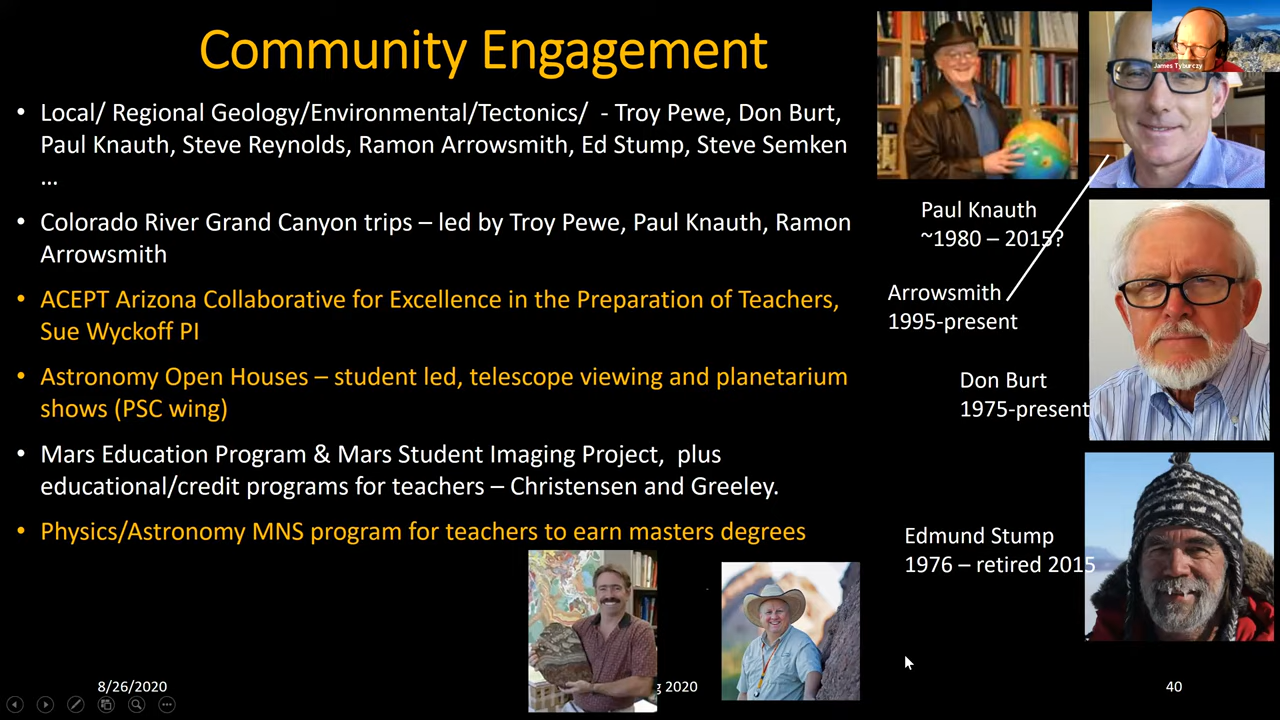 Community Engagement
• Local/ Regional Geology/Environmental/Tectonics/ - Troy Pewe, Don Burt,
Paul Knauth, Steve Reynolds, Ramon Arrowsmith, Ed Stump, Steve Semken
...
• Colorado River Grand Canyon trips – led by Troy Pewe, Paul Knauth, Ramon
Arrowsmith
• ACEPT Arizona Collaborative for Excellence in the Preparation of Teachers,
Sue Wyckoff PI
• Astronomy Open Houses – student led, telescope viewing and planetarium
shows (PSC wing)
• Mars Education Program & Mars Student Imaging Project, plus
educational/credit programs for teachers – Christensen and Greeley.
• Physics/Astronomy MNS program for teachers to earn masters degrees
James Tyburczy
Paul Knauth
~1980 – 2015?
Arrowsmith
1995-present
Don Burt
1975-present
Edmund Stump
1976 – retired 2015
8/26/2020
g 2020
40